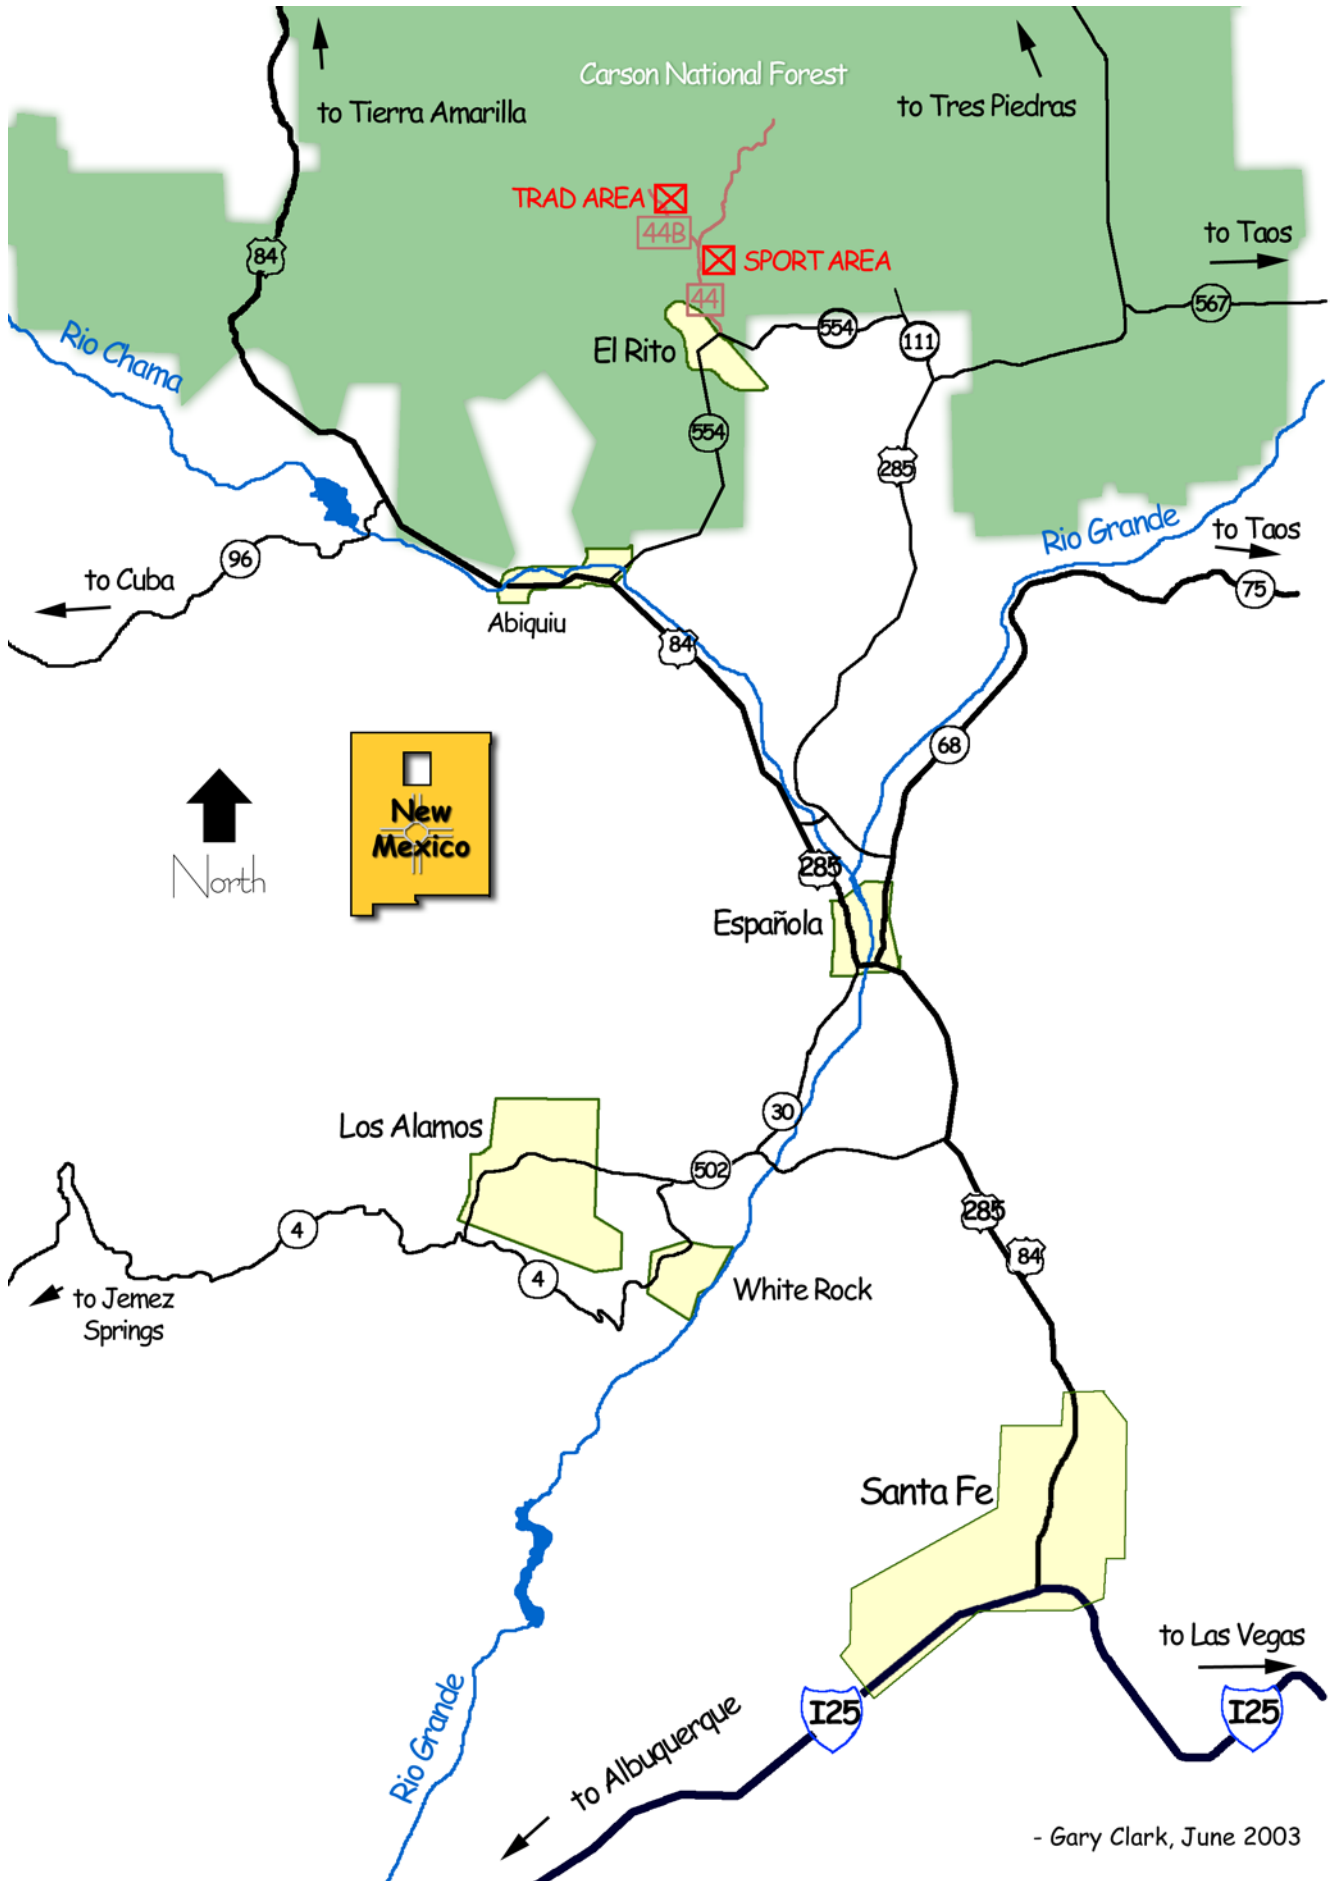 Carson National Forest
to Tierra Amarilla
to Tres Piedras
TRAD AREA
44B
to Taos
84
SPORT AREA
44
567
Rio Chama
554
111
El Rito
554
285
Rio Grande
to Taos
96
to Cuba
75
Abiquiu
84
68
New
Mexico
North
285
Española
30
Los Alamos
502
4
285
84
4
to Jemez
Springs
White Rock
Santa Fe
to Las Vegas
I25
I25
Rio Grande
to Albuquerque
- Gary Clark, June 2003